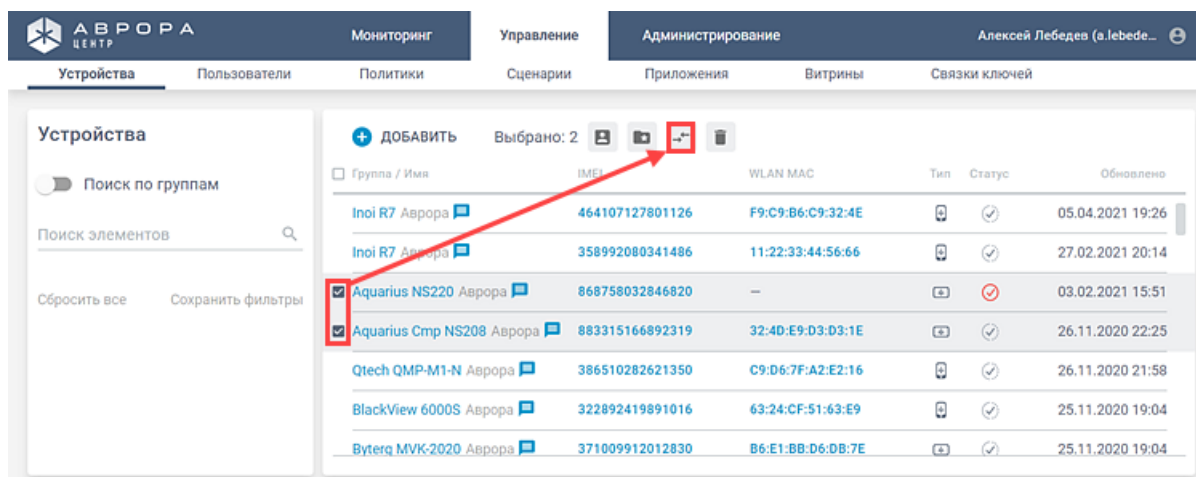 АВРОРА
ЦЕНТР
Мониторинг Управление Администрирование Алексей Лебедев (a.lebede...
Устройства Пользователи Политики Сценарии Приложения Витрины Связки ключей
Устройства
Поиск по группам
Поиск элементов
Сбросить все Сохранить фильтры
ДОБАВИТЬ Выбрано: 2
Группа / Имя IMEI WLAN MAC Тип Статус Обновлено
Inoi R7 Аврора 464107127801126 F9:C9:B6:C9:32:4E 05.04.2021 19:26
Inoi R7 Аврора 358992080341486 11:22:33:44:56:66 27.02.2021 20:14
Aquarius NS220 Аврора 868758032846820 — 03.02.2021 15:51
Aquarius Cmp NS208 Аврора 883315166892319 32:4D:E9:D3:D3:1E 26.11.2020 22:25
Qtech QMP-M1-N Аврора 386510282621350 C9:D6:7F:A2:E2:16 26.11.2020 21:58
BlackView 6000S Аврора 322892419891016 63:24:CF:51:63:E9 25.11.2020 19:04
Byterg MVK-2020 Аврора 371009912012830 B6:E1:BB:D6:DB:7E 25.11.2020 19:04